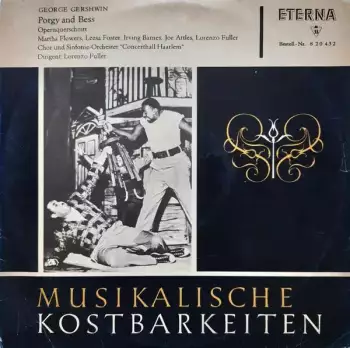 GEORGE GERSHWIN
Porgy and Bess
Opernquerschnitt
Martha Flowers, Leesa Foster, Irving Barnes, Joe Attles, Lorenzo Fuller
Chor und Sinfonie-Orchester "Concerthall Haarlem"
Dirigent: Lorenzo Fuller
ETERNA
Bestell-Nr. 8 20 432
MUSIKALISCHE
KOSTBARKEITEN